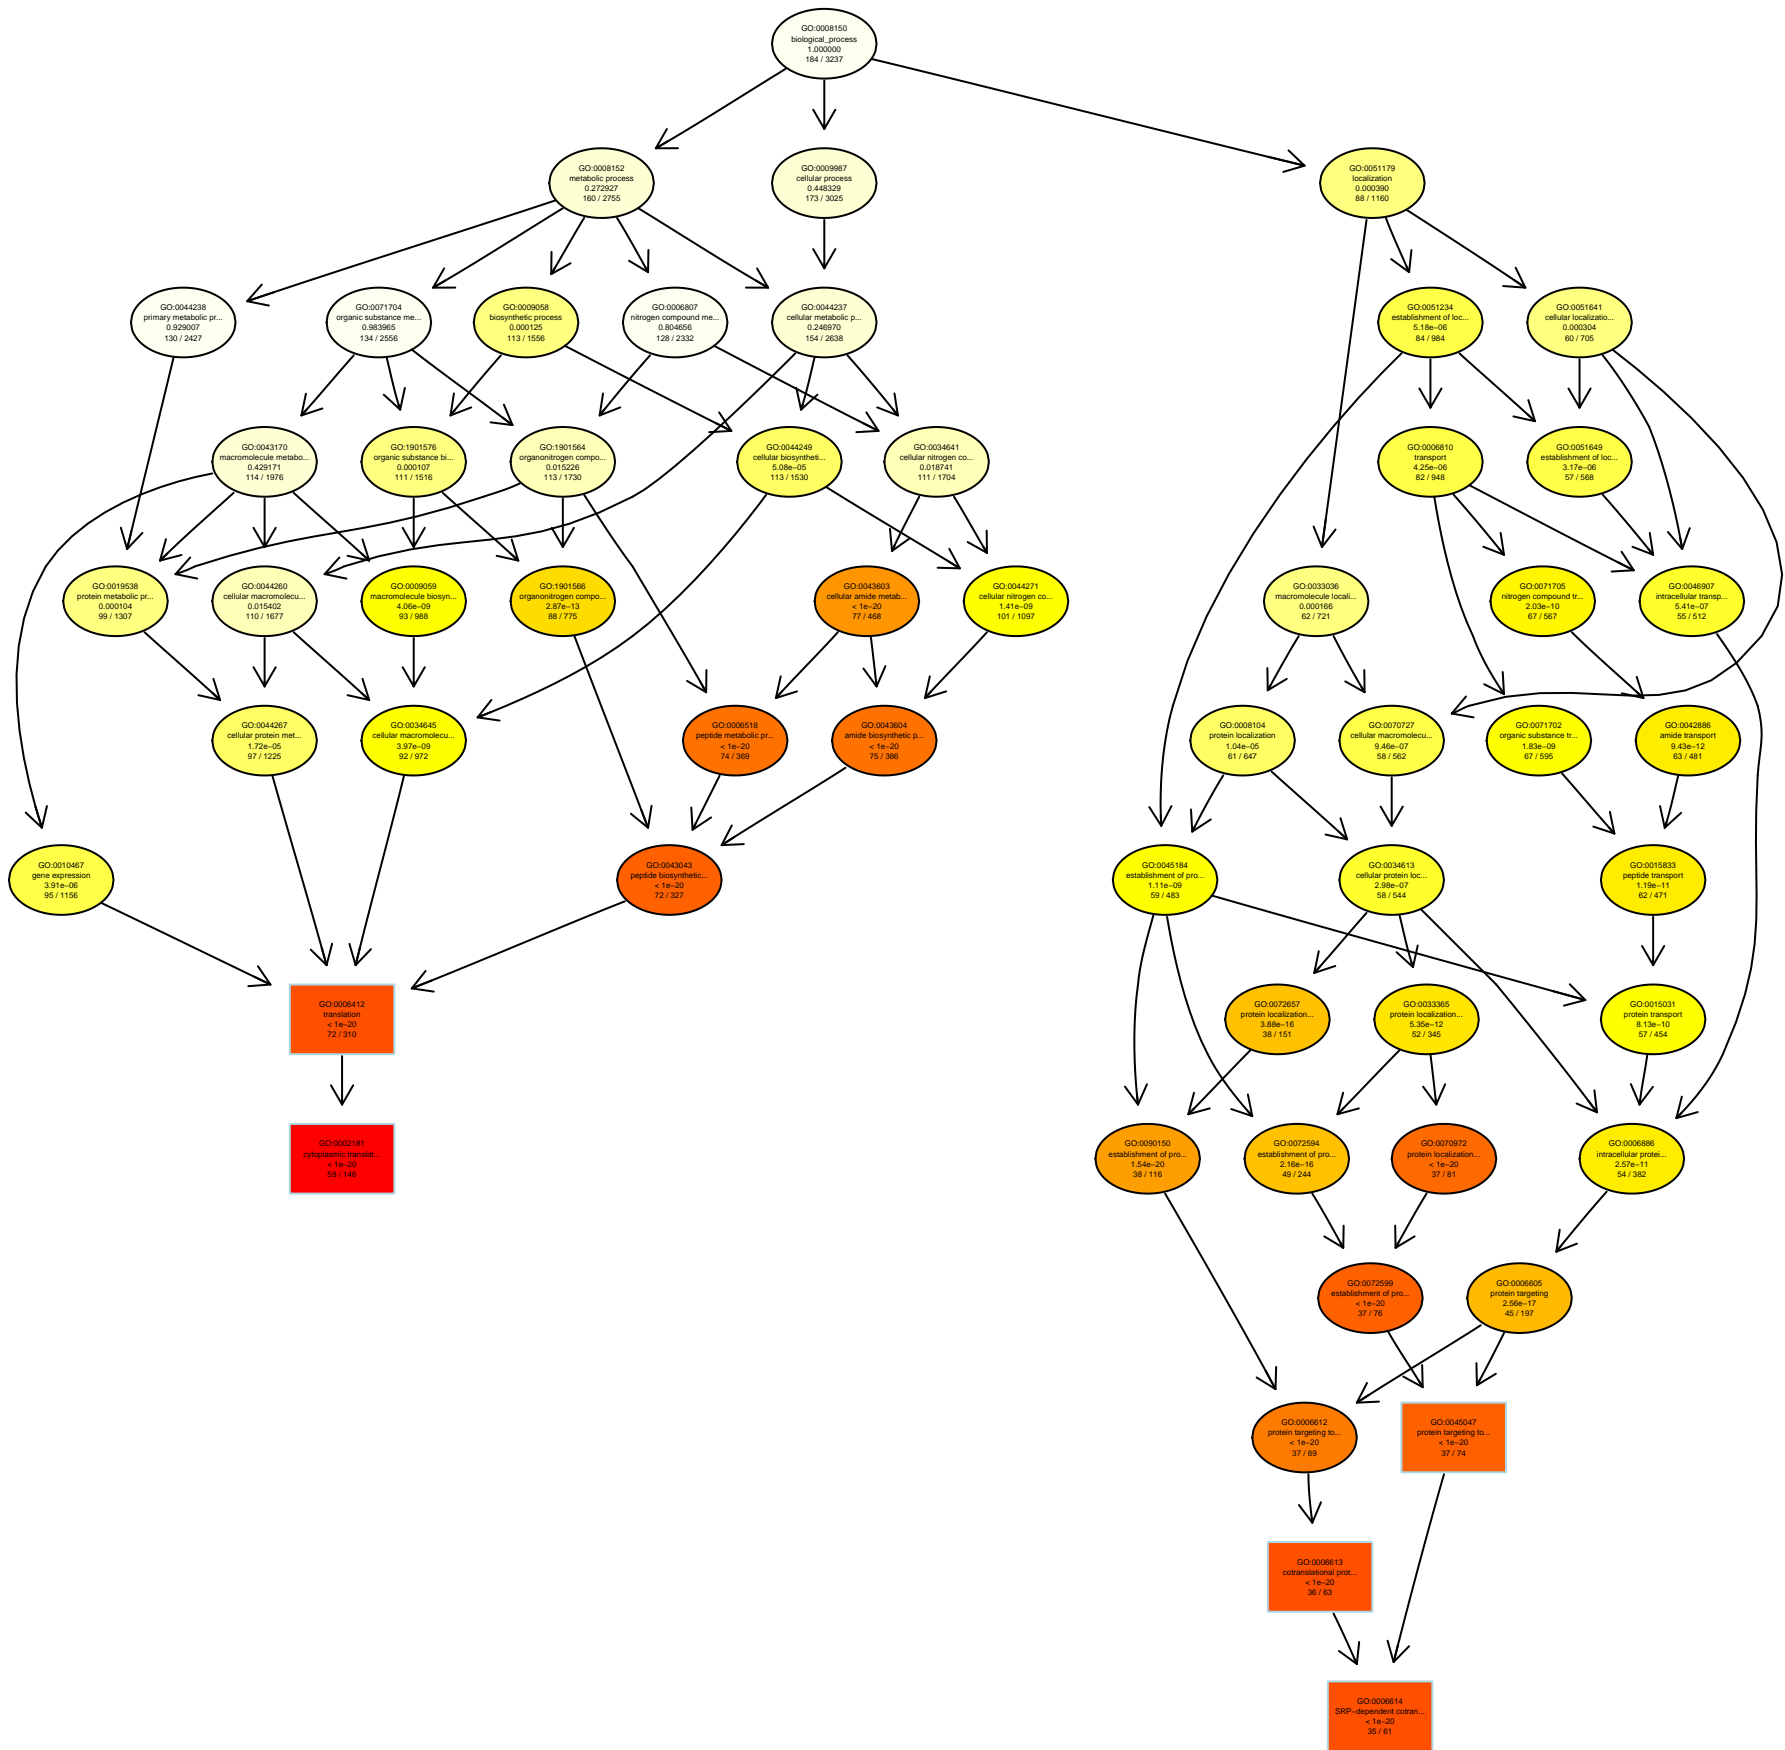 GO:0008150
biological_process
1.000000
184 / 3237
GO:0008152
metabolic process
0.272927
160 / 2755
GO:0009987
cellular process
0.448329
173 / 3025
GO:0051179
localization
0.000390
88 / 1160
GO:0044238
primary metabolic pr...
0.929007
130 / 2427
GO:0071704
organic substance me...
0.983965
134 / 2556
GO:0009058
biosynthetic process
0.000125
113 / 1556
GO:0006807
nitrogen compound me...
0.804656
128 / 2332
GO:0044237
cellular metabolic p...
0.246970
154 / 2638
GO:0051234
establishment of loc...
5.18e−06
84 / 984
GO:0051641
cellular localizatio...
0.000304
60 / 705
GO:0043170
macromolecule metabo...
0.429171
114 / 1976
GO:1901576
organic substance bi...
0.000107
111 / 1516
GO:1901564
organonitrogen compo...
0.015226
113 / 1730
GO:0044249
cellular biosyntheti...
5.08e−05
113 / 1530
GO:0034641
cellular nitrogen co...
0.018741
111 / 1704
GO:0006810
transport
4.25e−06
82 / 948
GO:0051649
establishment of loc...
3.17e−06
57 / 568
GO:0019538
protein metabolic pr...
0.000104
99 / 1307
GO:0044260
cellular macromolecu...
0.015402
110 / 1677
GO:0009059
macromolecule biosyn...
4.06e−09
93 / 988
GO:1901566
organonitrogen compo...
2.87e−13
88 / 775
GO:0043603
cellular amide metab...
< 1e−20
77 / 468
GO:0044271
cellular nitrogen co...
1.41e−09
101 / 1097
GO:0033036
macromolecule locali...
0.000166
62 / 721
GO:0071705
nitrogen compound tr...
2.03e−10
67 / 567
GO:0046907
intracellular transp...
5.41e−07
55 / 512
GO:0044267
cellular protein met...
1.72e−05
97 / 1225
GO:0034645
cellular macromolecu...
3.97e−09
92 / 972
GO:0006518
peptide metabolic pr...
< 1e−20
74 / 369
GO:0043604
amide biosynthetic p...
< 1e−20
75 / 386
GO:0008104
protein localization
1.04e−05
61 / 647
GO:0070727
cellular macromolecu...
9.46e−07
58 / 562
GO:0071702
organic substance tr...
1.83e−09
67 / 595
GO:0042886
amide transport
9.43e−12
63 / 481
GO:0010467
gene expression
3.91e−06
95 / 1156
GO:0043043
peptide biosynthetic...
< 1e−20
72 / 327
GO:0045184
establishment of pro...
1.11e−09
59 / 483
GO:0034613
cellular protein loc...
2.98e−07
58 / 544
GO:0015833
peptide transport
1.19e−11
62 / 471
GO:0006412
translation
< 1e−20
72 / 310
GO:0072657
protein localization...
3.88e−16
38 / 151
GO:0033365
protein localization...
5.35e−12
52 / 345
GO:0015031
protein transport
8.13e−10
57 / 454
GO:0002181
cytoplasmic translat...
< 1e−20
59 / 146
GO:0090150
establishment of pro...
1.54e−20
38 / 116
GO:0072594
establishment of pro...
2.16e−16
49 / 244
GO:0070972
protein localization...
< 1e−20
37 / 81
GO:0006886
intracellular protei...
2.57e−11
54 / 382
GO:0072599
establishment of pro...
< 1e−20
37 / 76
GO:0006605
protein targeting
2.56e−17
45 / 197
GO:0006612
protein targeting to...
< 1e−20
37 / 89
GO:0045047
protein targeting to...
< 1e−20
37 / 74
GO:0006613
cotranslational prot...
< 1e−20
36 / 63
GO:0006614
SRP−dependent cotran...
< 1e−20
35 / 61